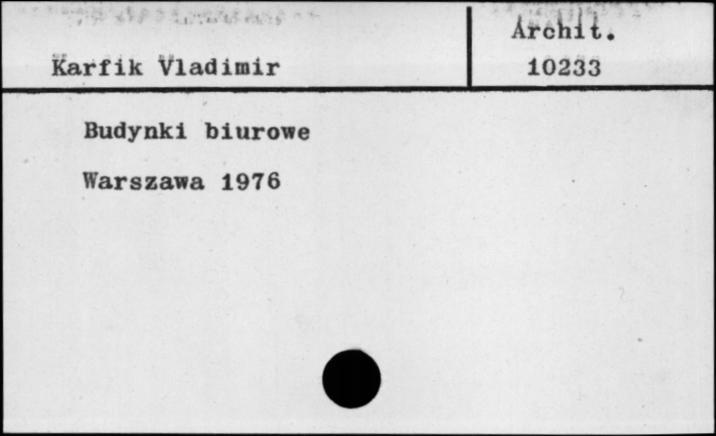 Karfik Vladimir
Archit.
10233
Budynki biurowe
Warszawa 1976